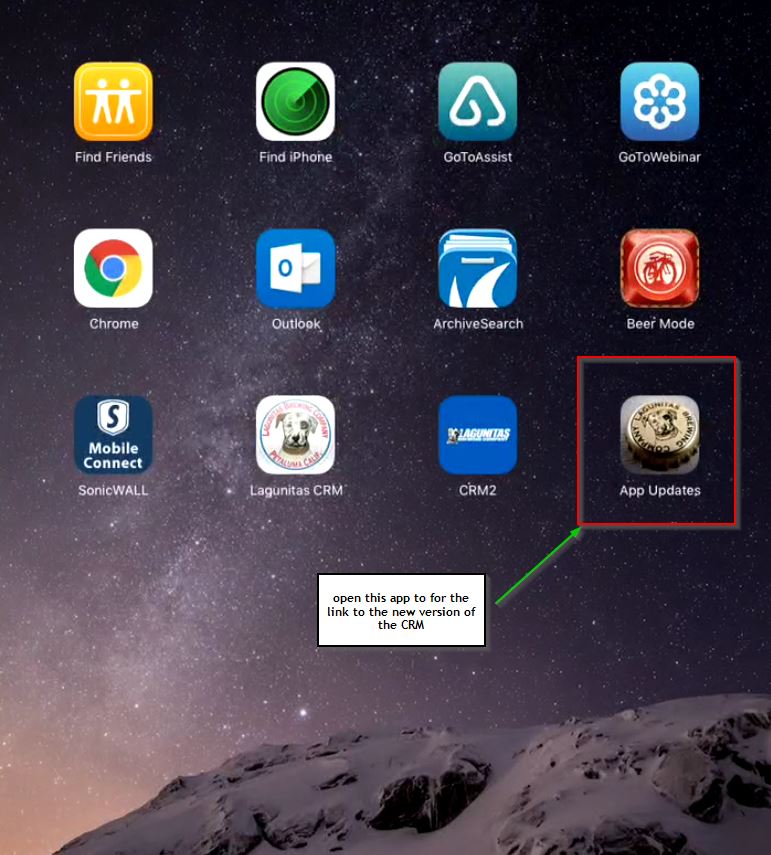 Find Friends
Find iPhone
GoToAssist
GoToWebinar
O
Chrome
Outlook
ArchiveSearch
Beer Mode
S
Mobile
Connect
LAGUNITAS BREWING COMPANY
PETALUMA CALIF.
LAGUNITAS
COMPANY LAGUNITAS BREWING
SonicWALL
Lagunitas CRM
CRM2
App Updates
open this app to for the
link to the new version of
the CRM